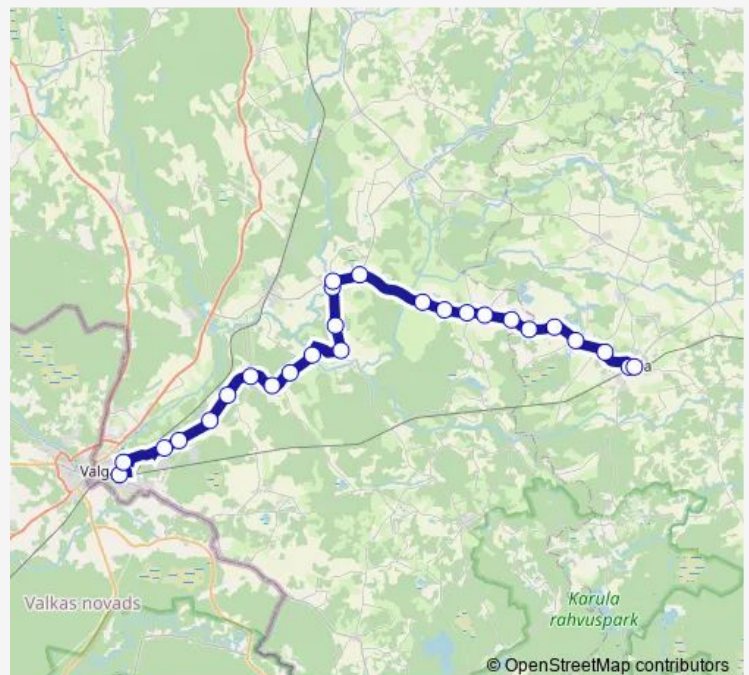 Valg
a
Valkas novads
Karula
rahvuspark
© OpenStreetMap contributors